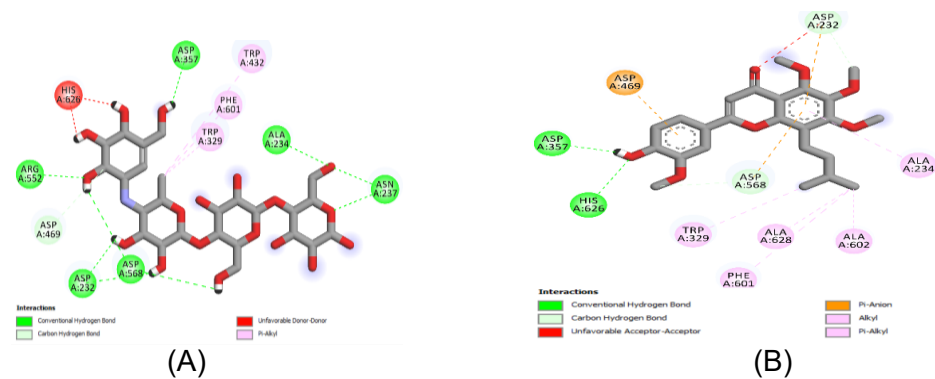 ASP
A:357
TRP
A:432
HIS
A:626
PHE
A:601
TRP
A:329
ALA
A:234
ARG
A:552
ASN
A:237
ASP
A:469
ASP
A:232
ASP
A:568
Interactions
Conventional Hydrogen Bond
Carbon Hydrogen Bond
Unfavorable Donor-Donor
Pi-Alkyl
(A)
ASP
A:232
ASP
A:469
ASP
A:357
HIS
A:626
ASP
A:568
ALA
A:234
TRP
A:329
ALA
A:628
ALA
A:602
PHE
A:601
Interactions
Conventional Hydrogen Bond
Carbon Hydrogen Bond
Unfavorable Acceptor-Acceptor
Pi-Anion
Alkyl
Pi-Alkyl
(B)